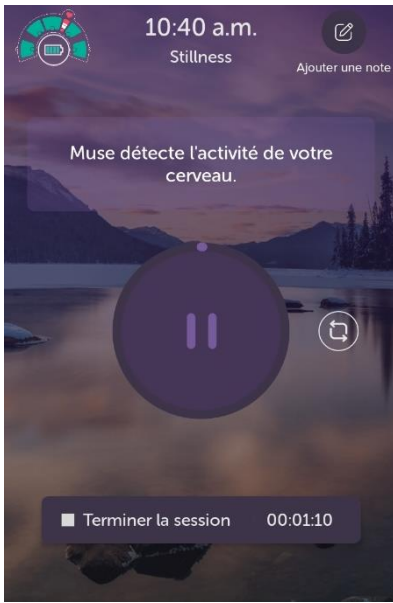 10:40 a.m.
Stillness
Ajouter une note
Muse détecte l'activité de votre
cerveau.
Terminer la session 00:01:10